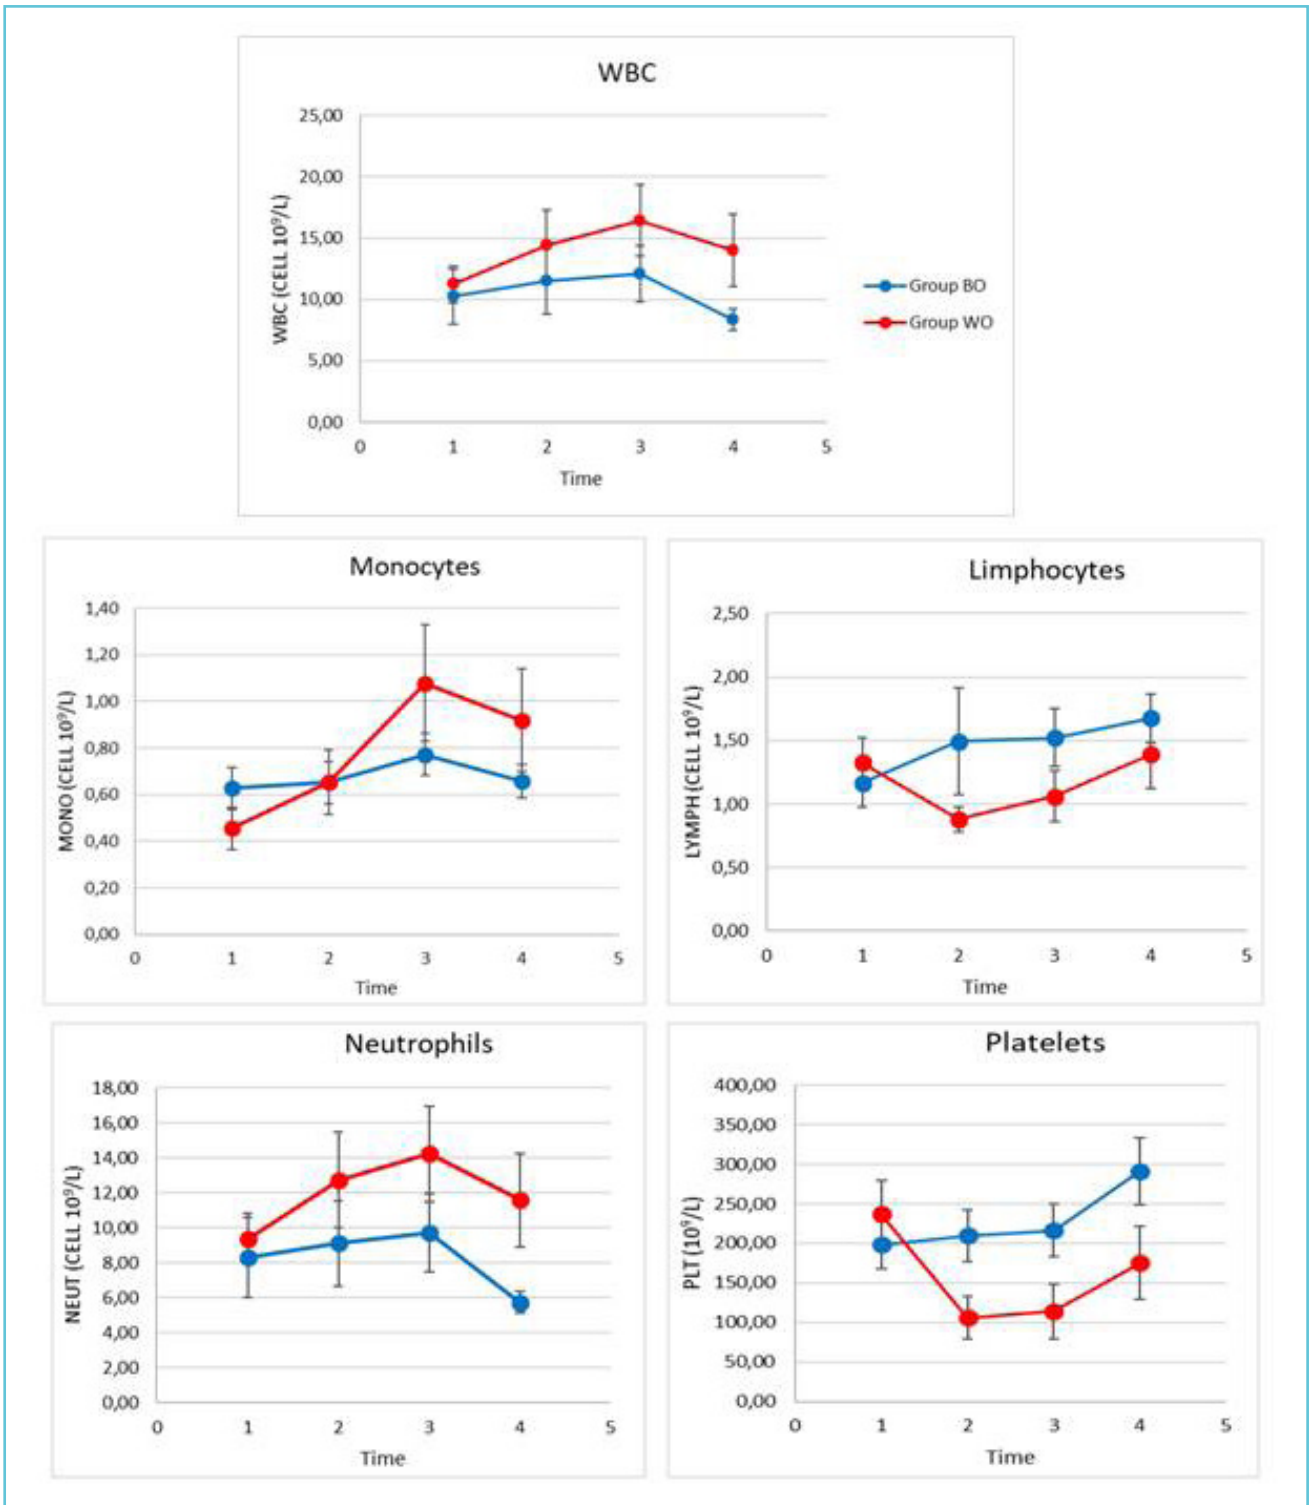 WBC
25,00
20,00
15,00
10,00
5,00
0,00
WBC (CELL 10⁹/L)
0 1 2 3 4 5
Time
Group BO
Group WO
Monocytes
1,40
1,20
1,00
0,80
0,60
0,40
0,20
0,00
MONO (CELL 10⁹/L)
0 1 2 3 4 5
Time
Limphocytes
2,50
2,00
1,50
1,00
0,50
0,00
LYMPH (CELL 10⁹/L)
0 1 2 3 4 5
Time
Neutrophils
18,00
16,00
14,00
12,00
10,00
8,00
6,00
4,00
2,00
0,00
NEUT (CELL 10⁹/L)
0 1 2 3 4 5
Time
Platelets
400,00
350,00
300,00
250,00
200,00
150,00
100,00
50,00
0,00
PLT (10⁹/L)
0 1 2 3 4 5
Time